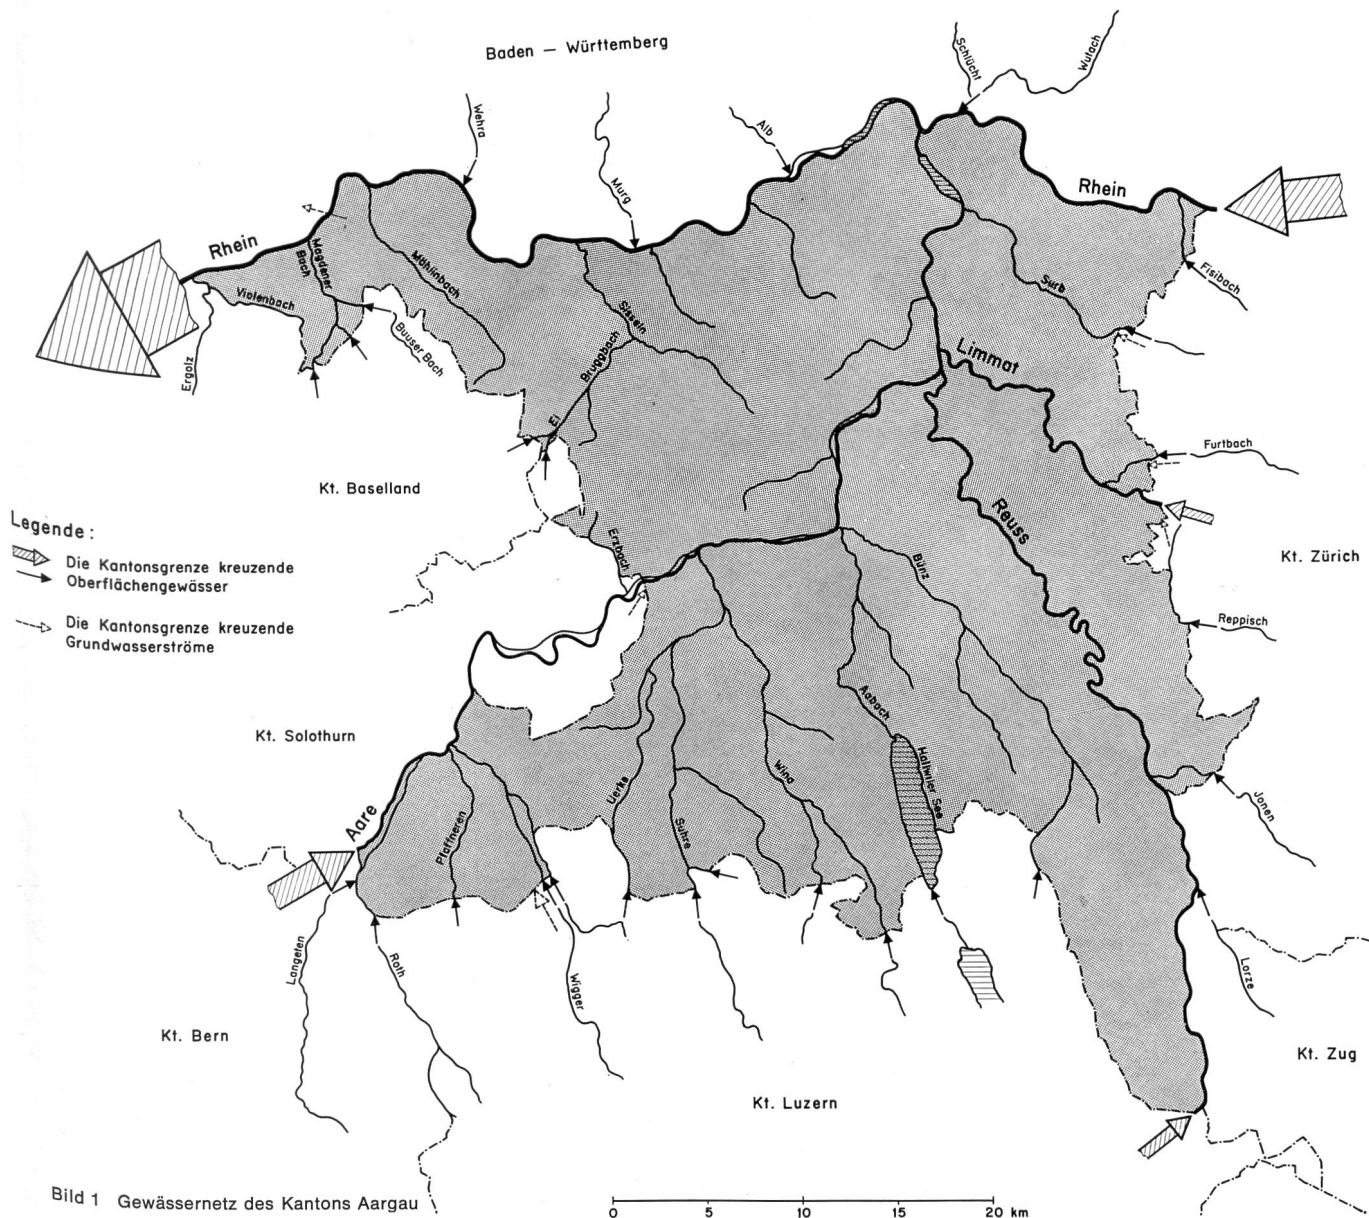 Baden – Württemberg
Schlücht
Wutach
Wehra
Murg
Alb
Rhein
Rhein
Fisibach
Surb
Magdener
Bach
Möhlinbach
Violenbach
Buuser Bach
Ergolz
Sisseln
Bruggbach
Ei
Limmat
Furtbach
Kt. Baselland
Reuss
Kt. Zürich
Legende :
Die Kantonsgrenze kreuzende
Oberflächengewässer
Die Kantonsgrenze kreuzende
Grundwasserströme
Erzbach
Bünz
Reppisch
Kt. Solothurn
Aabach
Hallwiler See
Wina
Uerke
Suhre
Pfaffneren
Aare
Jonen
Langeten
Roth
Wigger
Lorze
Kt. Bern
Kt. Luzern
Kt. Zug
Bild 1 Gewässernetz des Kantons Aargau
0 5 10 15 20 km